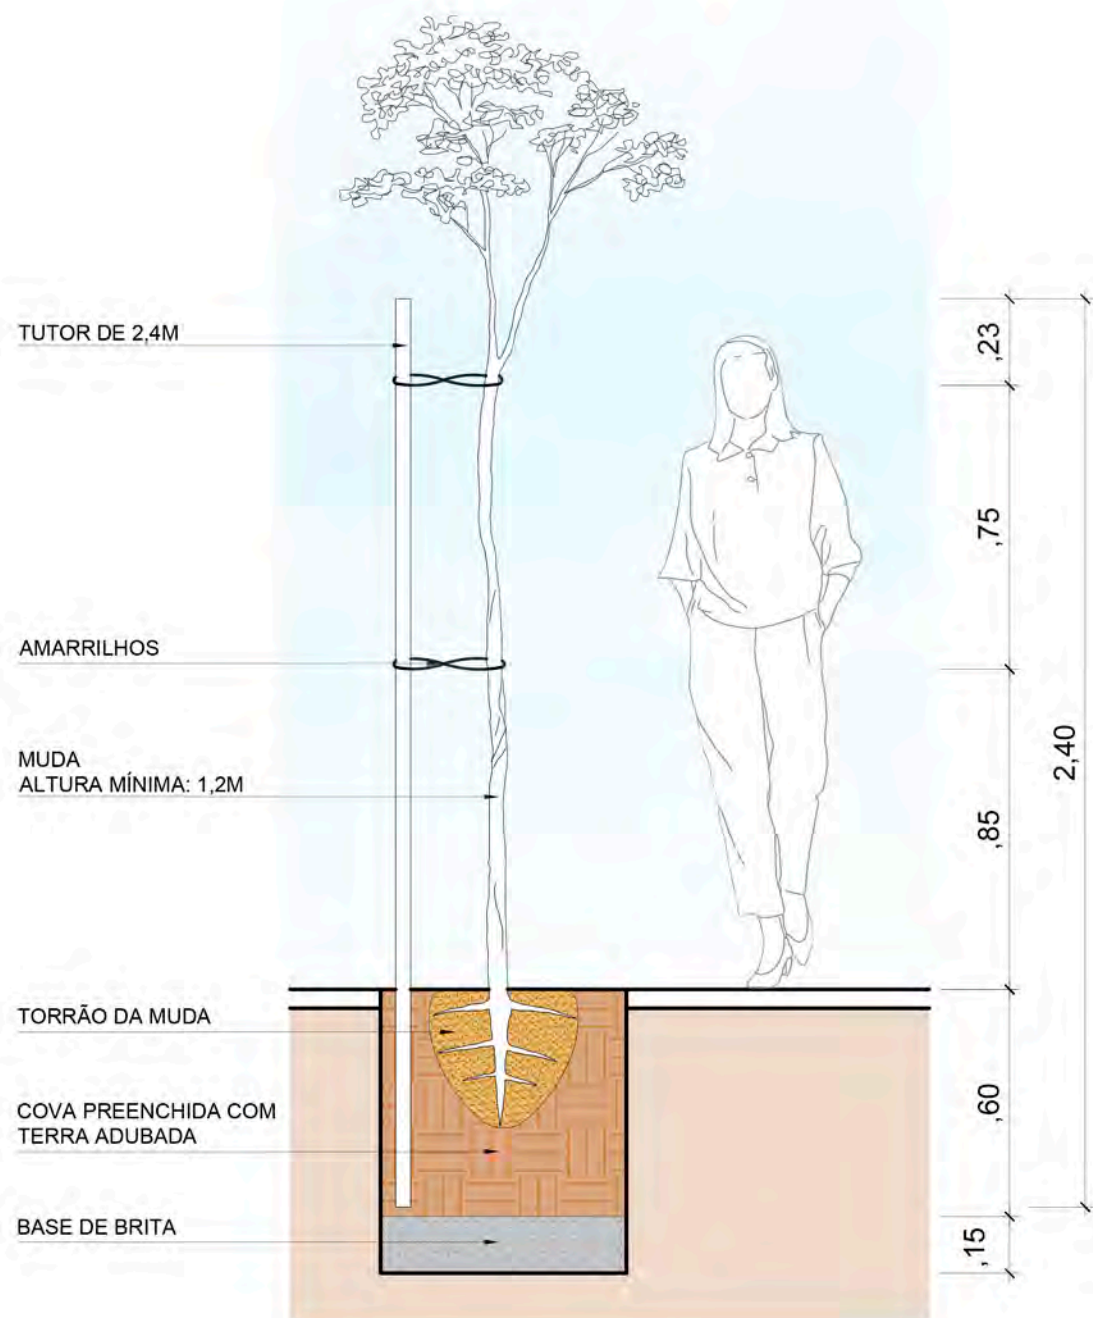 TUTOR DE 2,4M
AMARRILHOS
MUDA
ALTURA MÍNIMA: 1,2M
TORRÃO DA MUDA
COVA PREENCHIDA COM
TERRA ADUBADA
BASE DE BRITA
,23
,75
,85
,60
,15
2,40